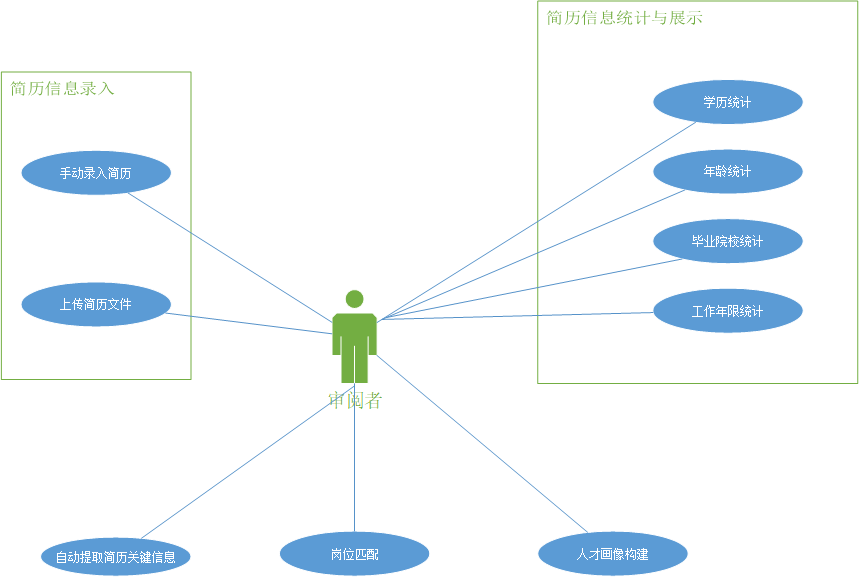 简历信息统计与展示
简历信息录入
学历统计
手动录入简历
年龄统计
毕业院校统计
上传简历文件
工作年限统计
审阅者
自动提取简历关键信息
岗位匹配
人才画像构建